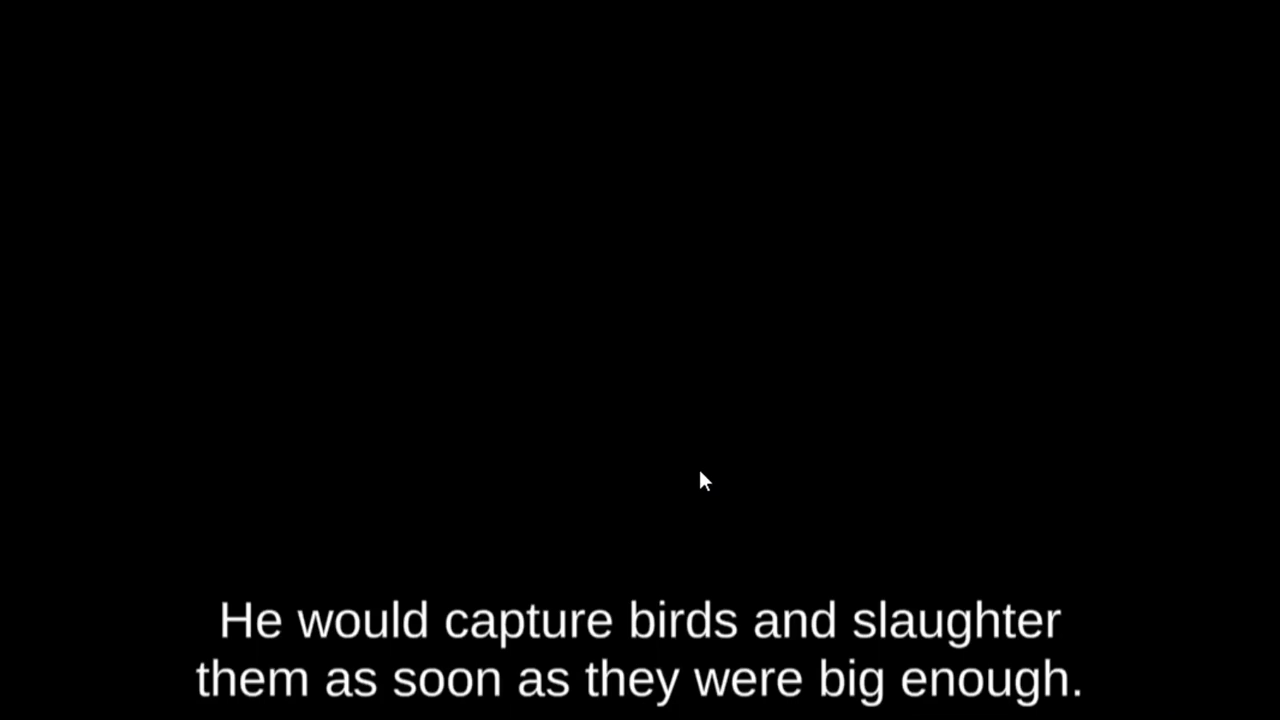 He would capture birds and slaughter
them as soon as they were big enough.